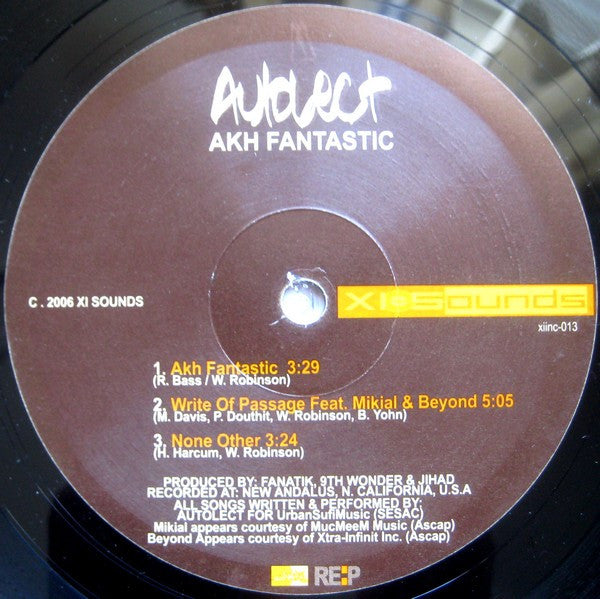 Autolect
AKH FANTASTIC
C . 2006 XI SOUNDS
XI•Sounds
xiinc-013
1. Akh Fantastic 3:29
(R. Bass / W. Robinson)
2. Write Of Passage Feat. Mikial & Beyond 5:05
(M. Davis, P. Douthit, W. Robinson, B. Yohn)
3. None Other 3:24
(H. Harcum, W. Robinson)
PRODUCED BY: FANATIK, 9TH WONDER & JIHAD
RECORDED AT: NEW ANDALUS, N. CALIFORNIA, U.S.A
ALL SONGS WRITTEN & PERFORMED BY:
AUTOLECT FOR UrbanSufiMusic (SESAC)
Mikial appears courtesy of MucMeeM Music (Ascap)
Beyond Appears courtesy of Xtra-Infinit Inc. (Ascap)
RE:P